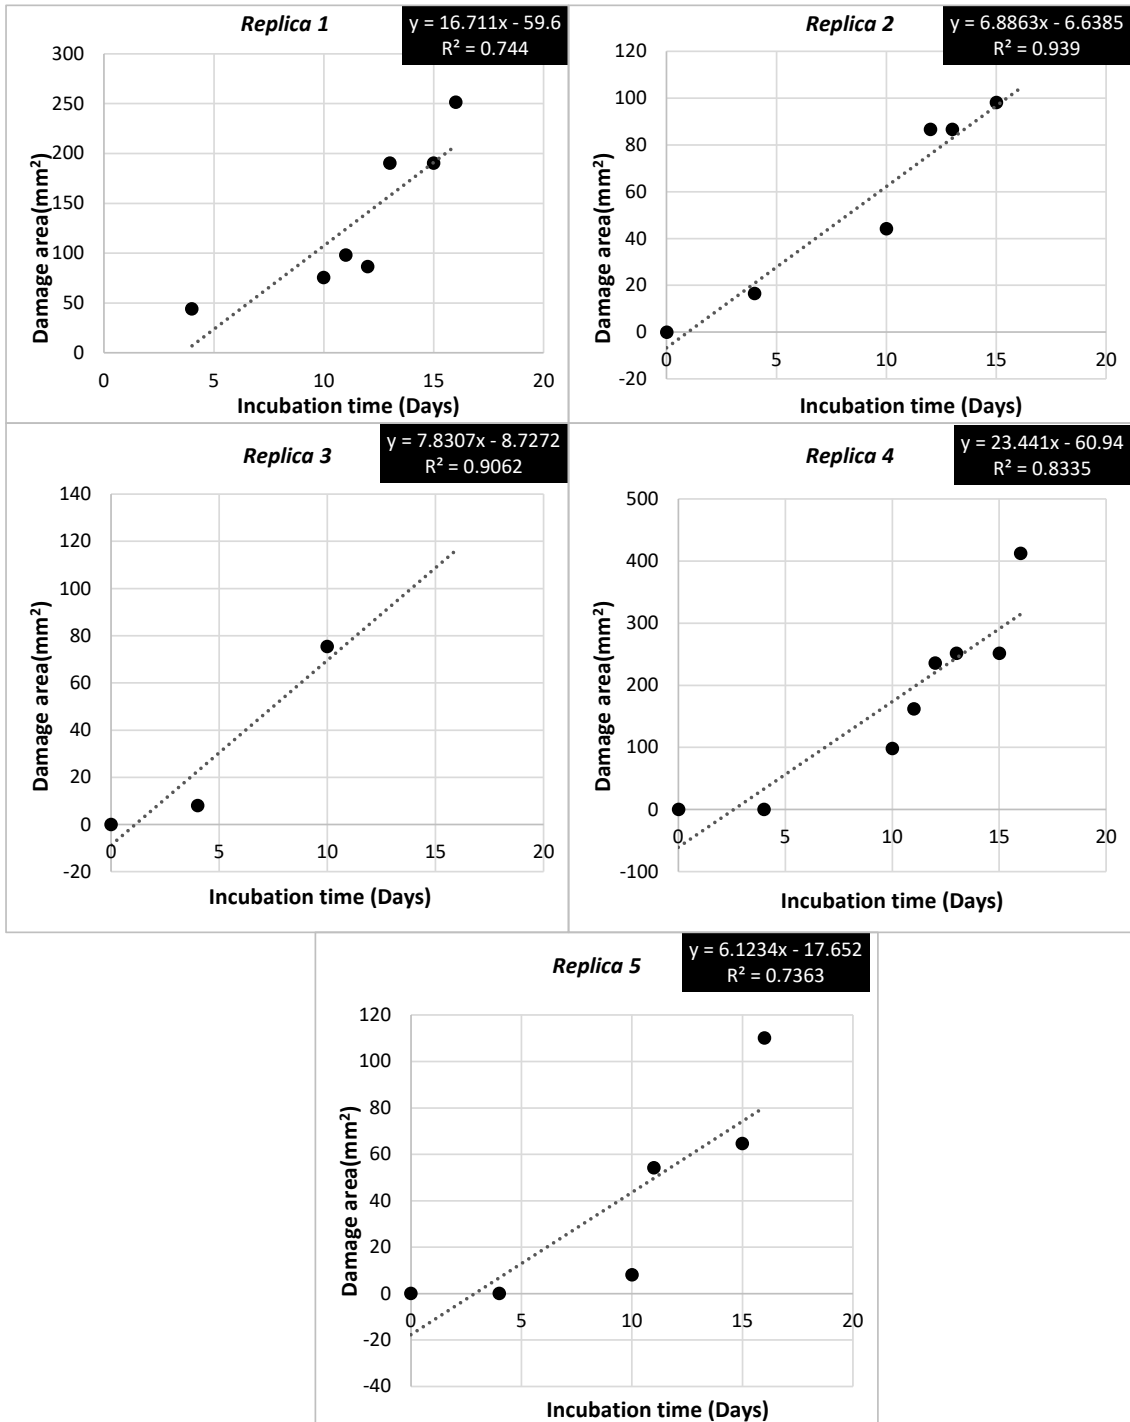 Replica 1
y = 16.711x - 59.6
R² = 0.744
300
250
200
150
100
50
0
Damage area(mm²)
0 5 10 15 20
Incubation time (Days)
Replica 2
y = 6.8863x - 6.6385
R² = 0.939
120
100
80
60
40
20
0
-20
Damage area(mm²)
0 5 10 15 20
Incubation time (Days)
Replica 3
y = 7.8307x - 8.7272
R² = 0.9062
140
120
100
80
60
40
20
0
-20
Damage area(mm²)
0 5 10 15 20
Incubation time (Days)
Replica 4
y = 23.441x - 60.94
R² = 0.8335
500
400
300
200
100
0
-100
Damage area(mm²)
0 5 10 15 20
Incubation time (Days)
Replica 5
y = 6.1234x - 17.652
R² = 0.7363
120
100
80
60
40
20
0
-20
-40
Damage area(mm²)
0 5 10 15 20
Incubation time (Days)